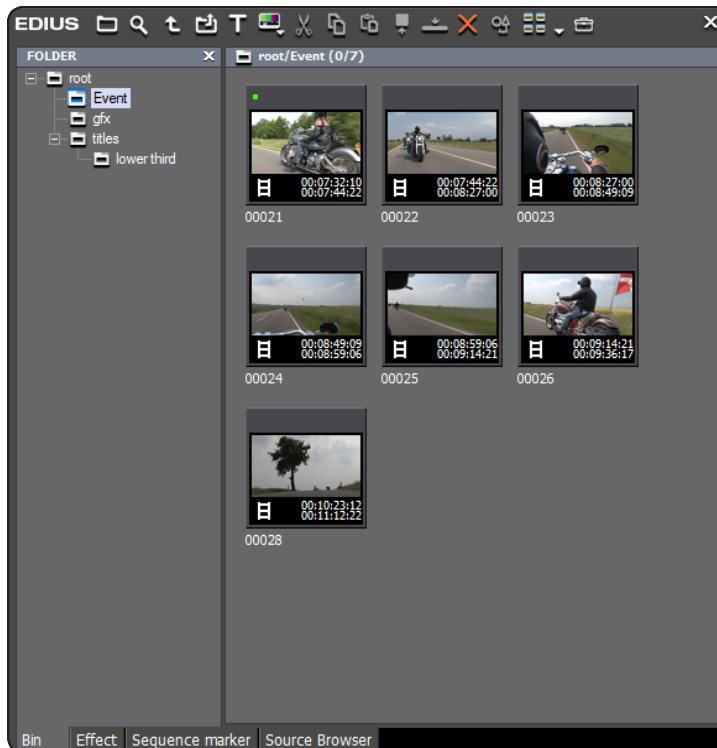 EDIUS
FOLDER
root/Event (0/7)
root
Event
gfx
titles
lower third
00:07:32:10
00:07:44:22
00021
00:07:44:22
00:08:27:00
00022
00:08:27:00
00:08:49:09
00023
00:08:49:09
00:08:59:06
00024
00:08:59:06
00:09:14:21
00025
00:09:14:21
00:09:36:17
00026
00:10:23:12
00:11:12:22
00028
Bin
Effect
Sequence marker
Source Browser